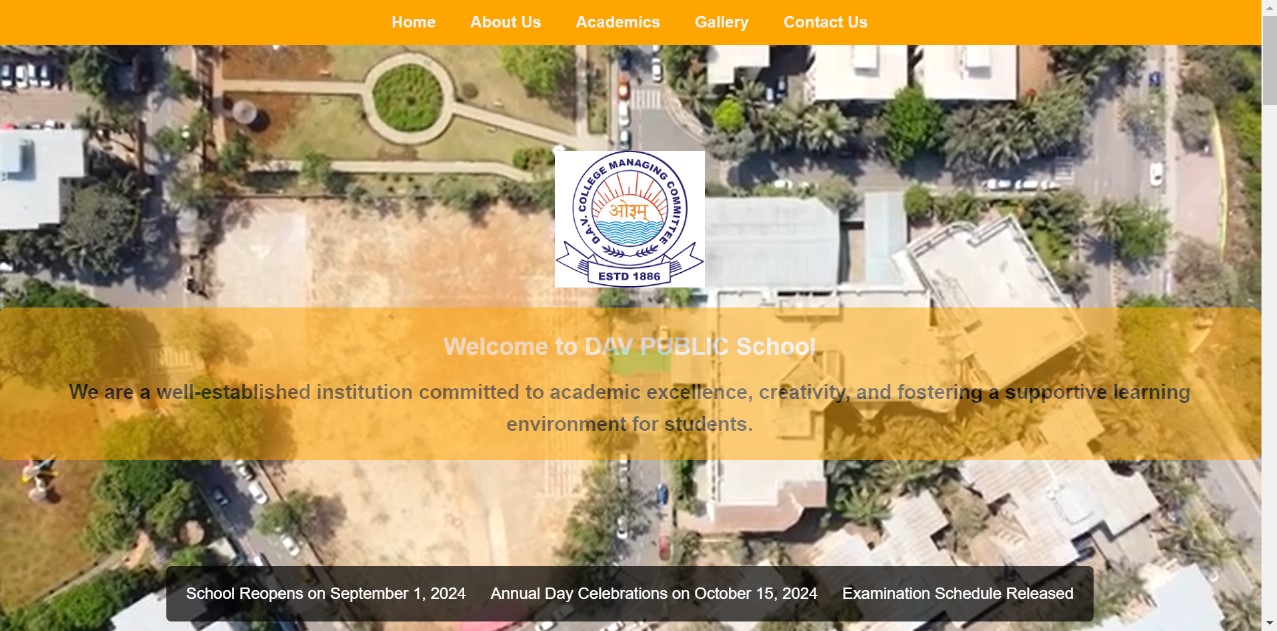 Home About Us Academics Gallery Contact Us
D.A.V. COLLEGE MANAGING COMMITTEE
ओ३म्
ESTD 1886
Welcome to DAV PUBLIC School
We are a well-established institution committed to academic excellence, creativity, and fostering a supportive learning
environment for students.
School Reopens on September 1, 2024 Annual Day Celebrations on October 15, 2024 Examination Schedule Released